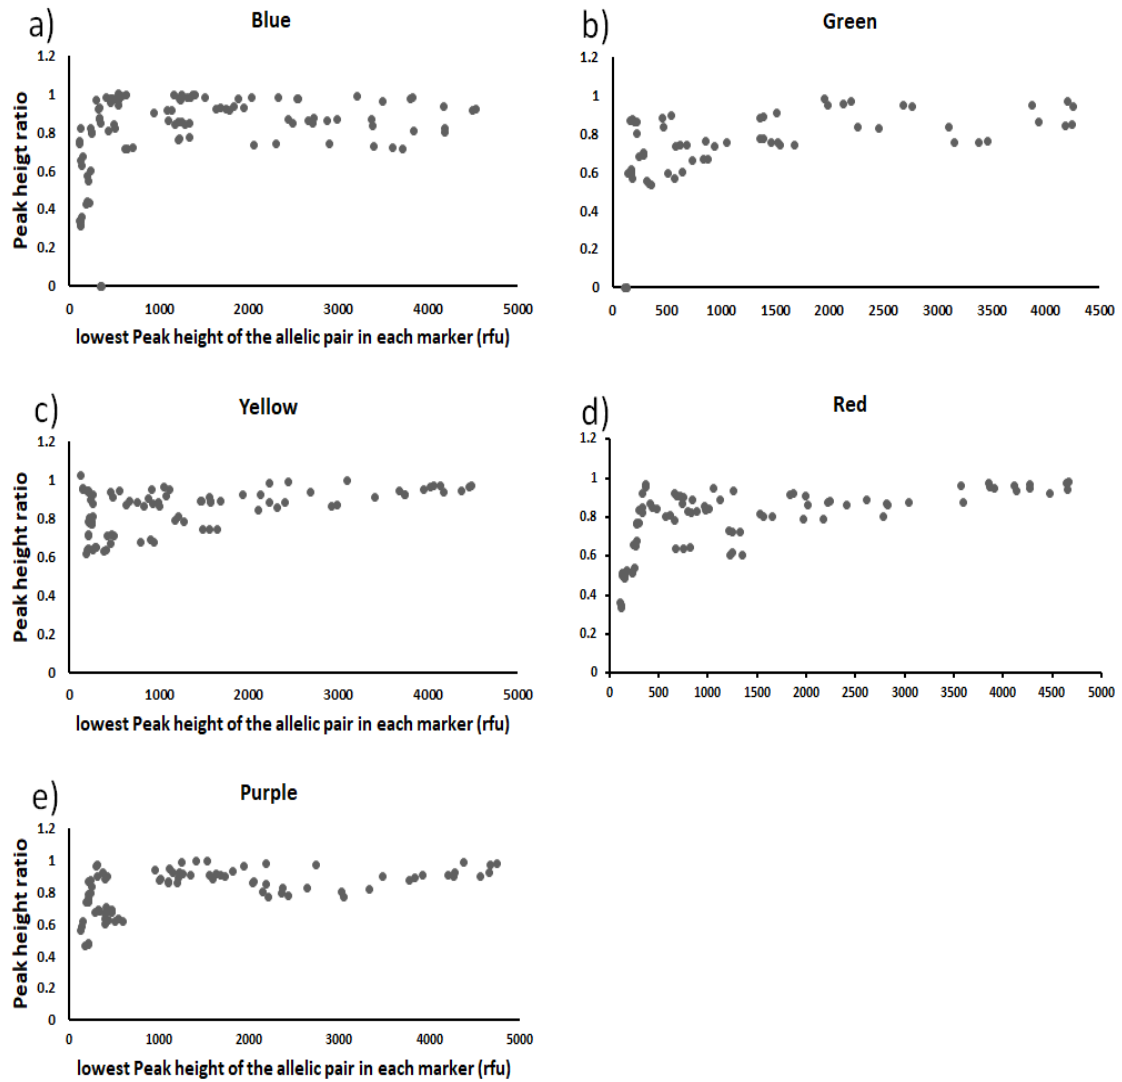 a)
Blue
Peak heigt ratio
1.2
1
0.8
0.6
0.4
0.2
0
0 1000 2000 3000 4000 5000
lowest Peak height of the allelic pair in each marker (rfu)
b)
Green
1.2
1
0.8
0.6
0.4
0.2
0
0 500 1000 1500 2000 2500 3000 3500 4000 4500
c)
Yellow
Peak height ratio
1.2
1
0.8
0.6
0.4
0.2
0
0 1000 2000 3000 4000 5000
lowest Peak height of the allelic pair in each marker (rfu)
d)
Red
1.2
1
0.8
0.6
0.4
0.2
0
0 500 1000 1500 2000 2500 3000 3500 4000 4500 5000
e)
Purple
Peak height ratio
1.2
1
0.8
0.6
0.4
0.2
0
0 1000 2000 3000 4000 5000
lowest Peak height of the allelic pair in each marker (rfu)